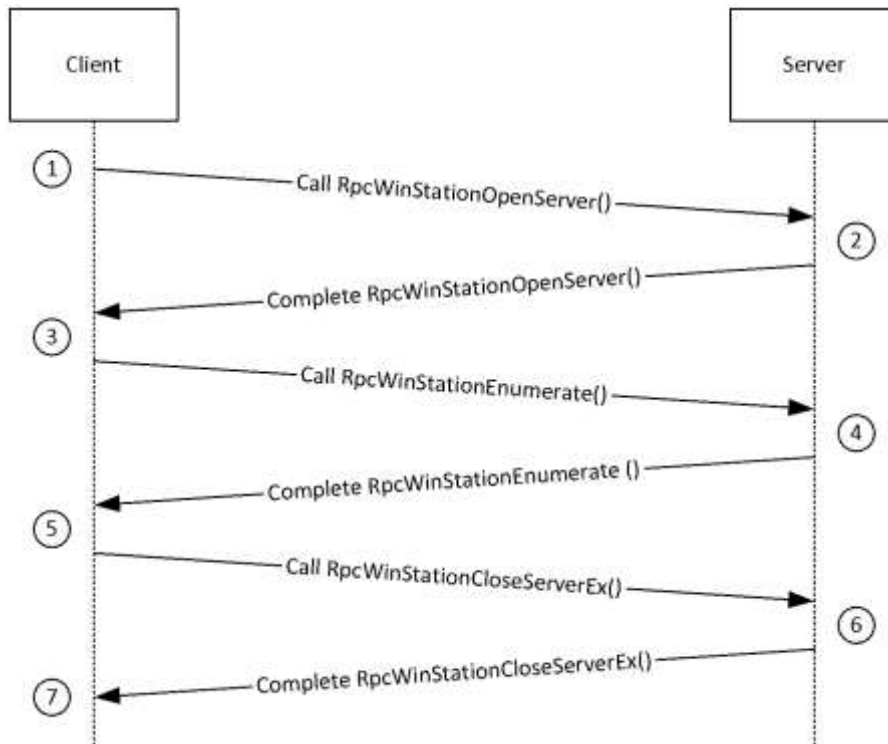 Client
Server
1
Call RpcWinStationOpenServer()
2
Complete RpcWinStationOpenServer()
3
Call RpcWinStationEnumerate()
4
Complete RpcWinStationEnumerate ()
5
Call RpcWinStationCloseServerEx()
6
Complete RpcWinStationCloseServerEx()
7